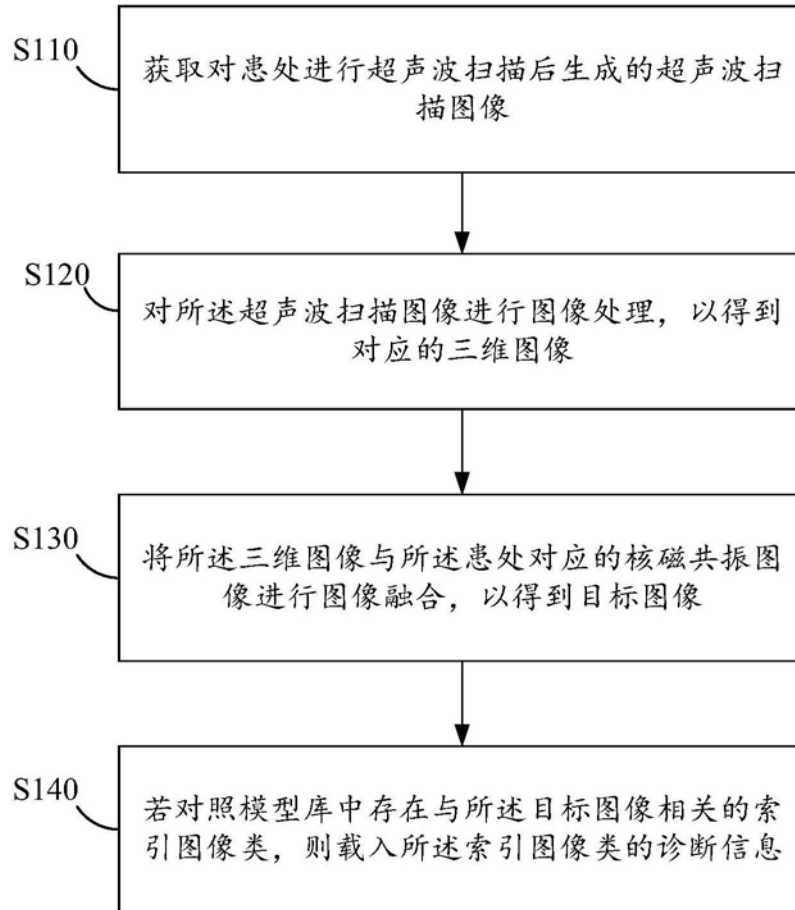 S110
获取对患处进行超声波扫描后生成的超声波扫
描图像
S120
对所述超声波扫描图像进行图像处理，以得到
对应的三维图像
S130
将所述三维图像与所述患处对应的核磁共振图
像进行图像融合，以得到目标图像
S140
若对照模型库中存在与所述目标图像相关的索
引图像类，则载入所述索引图像类的诊断信息